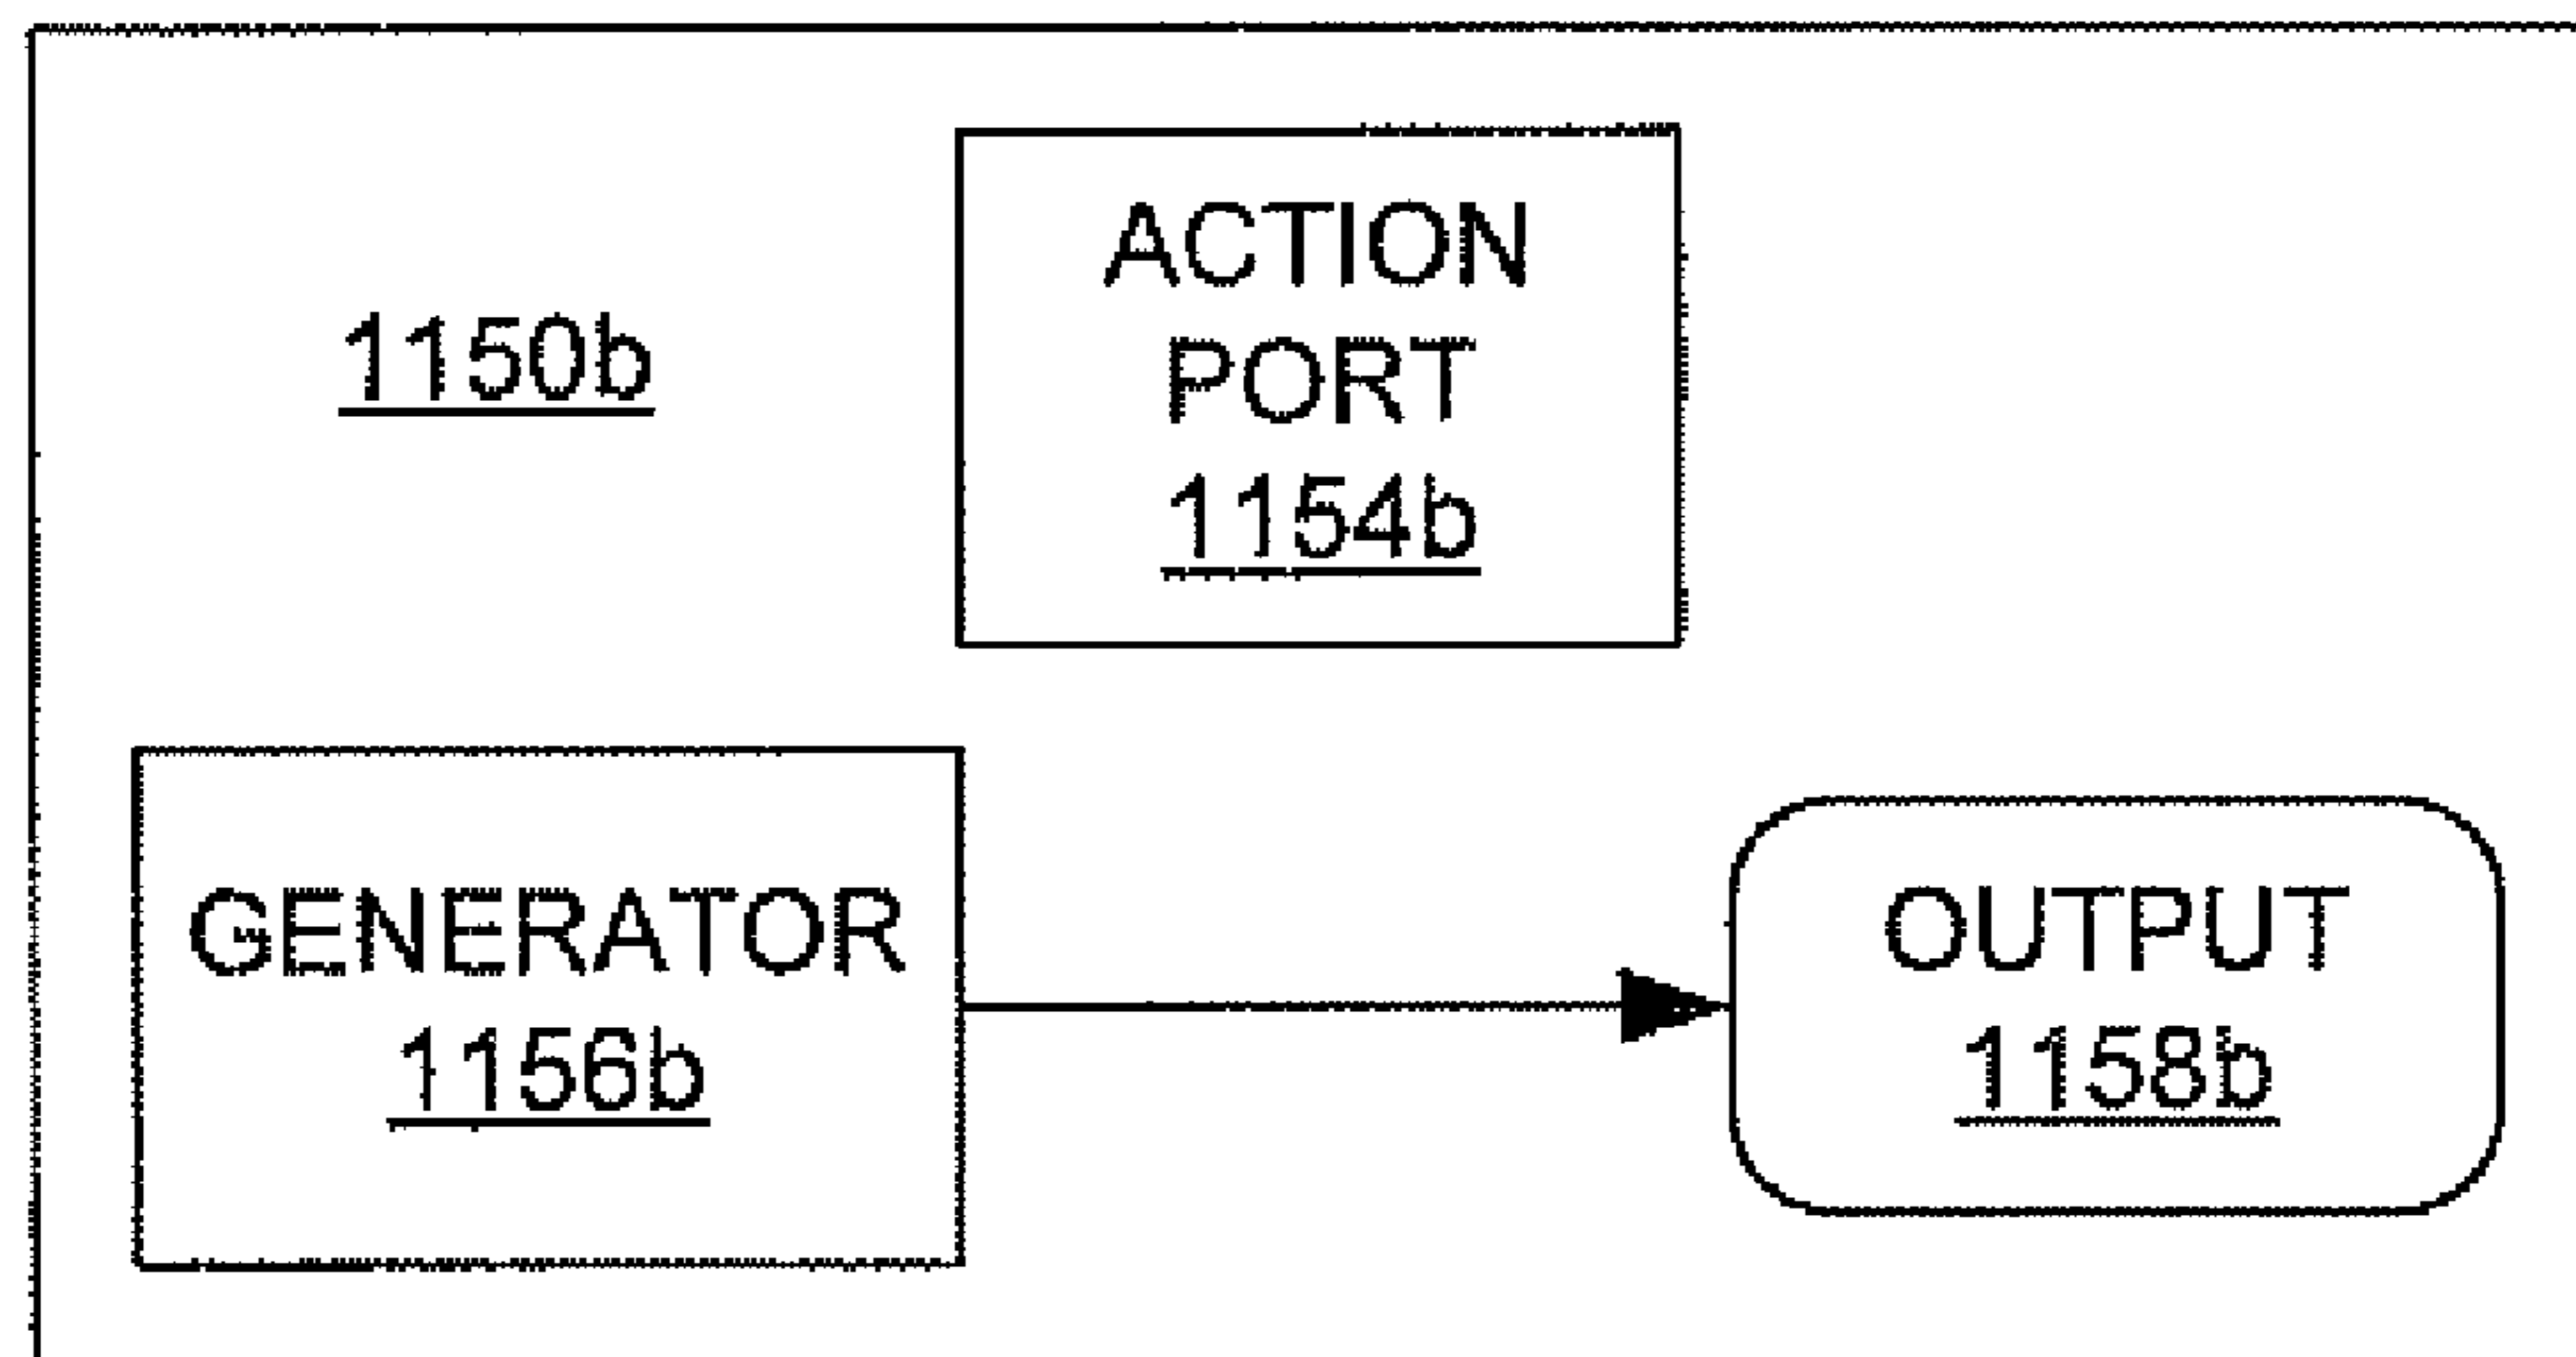 1150b
ACTION
PORT
1154b
GENERATOR
1156b
OUTPUT
1158b